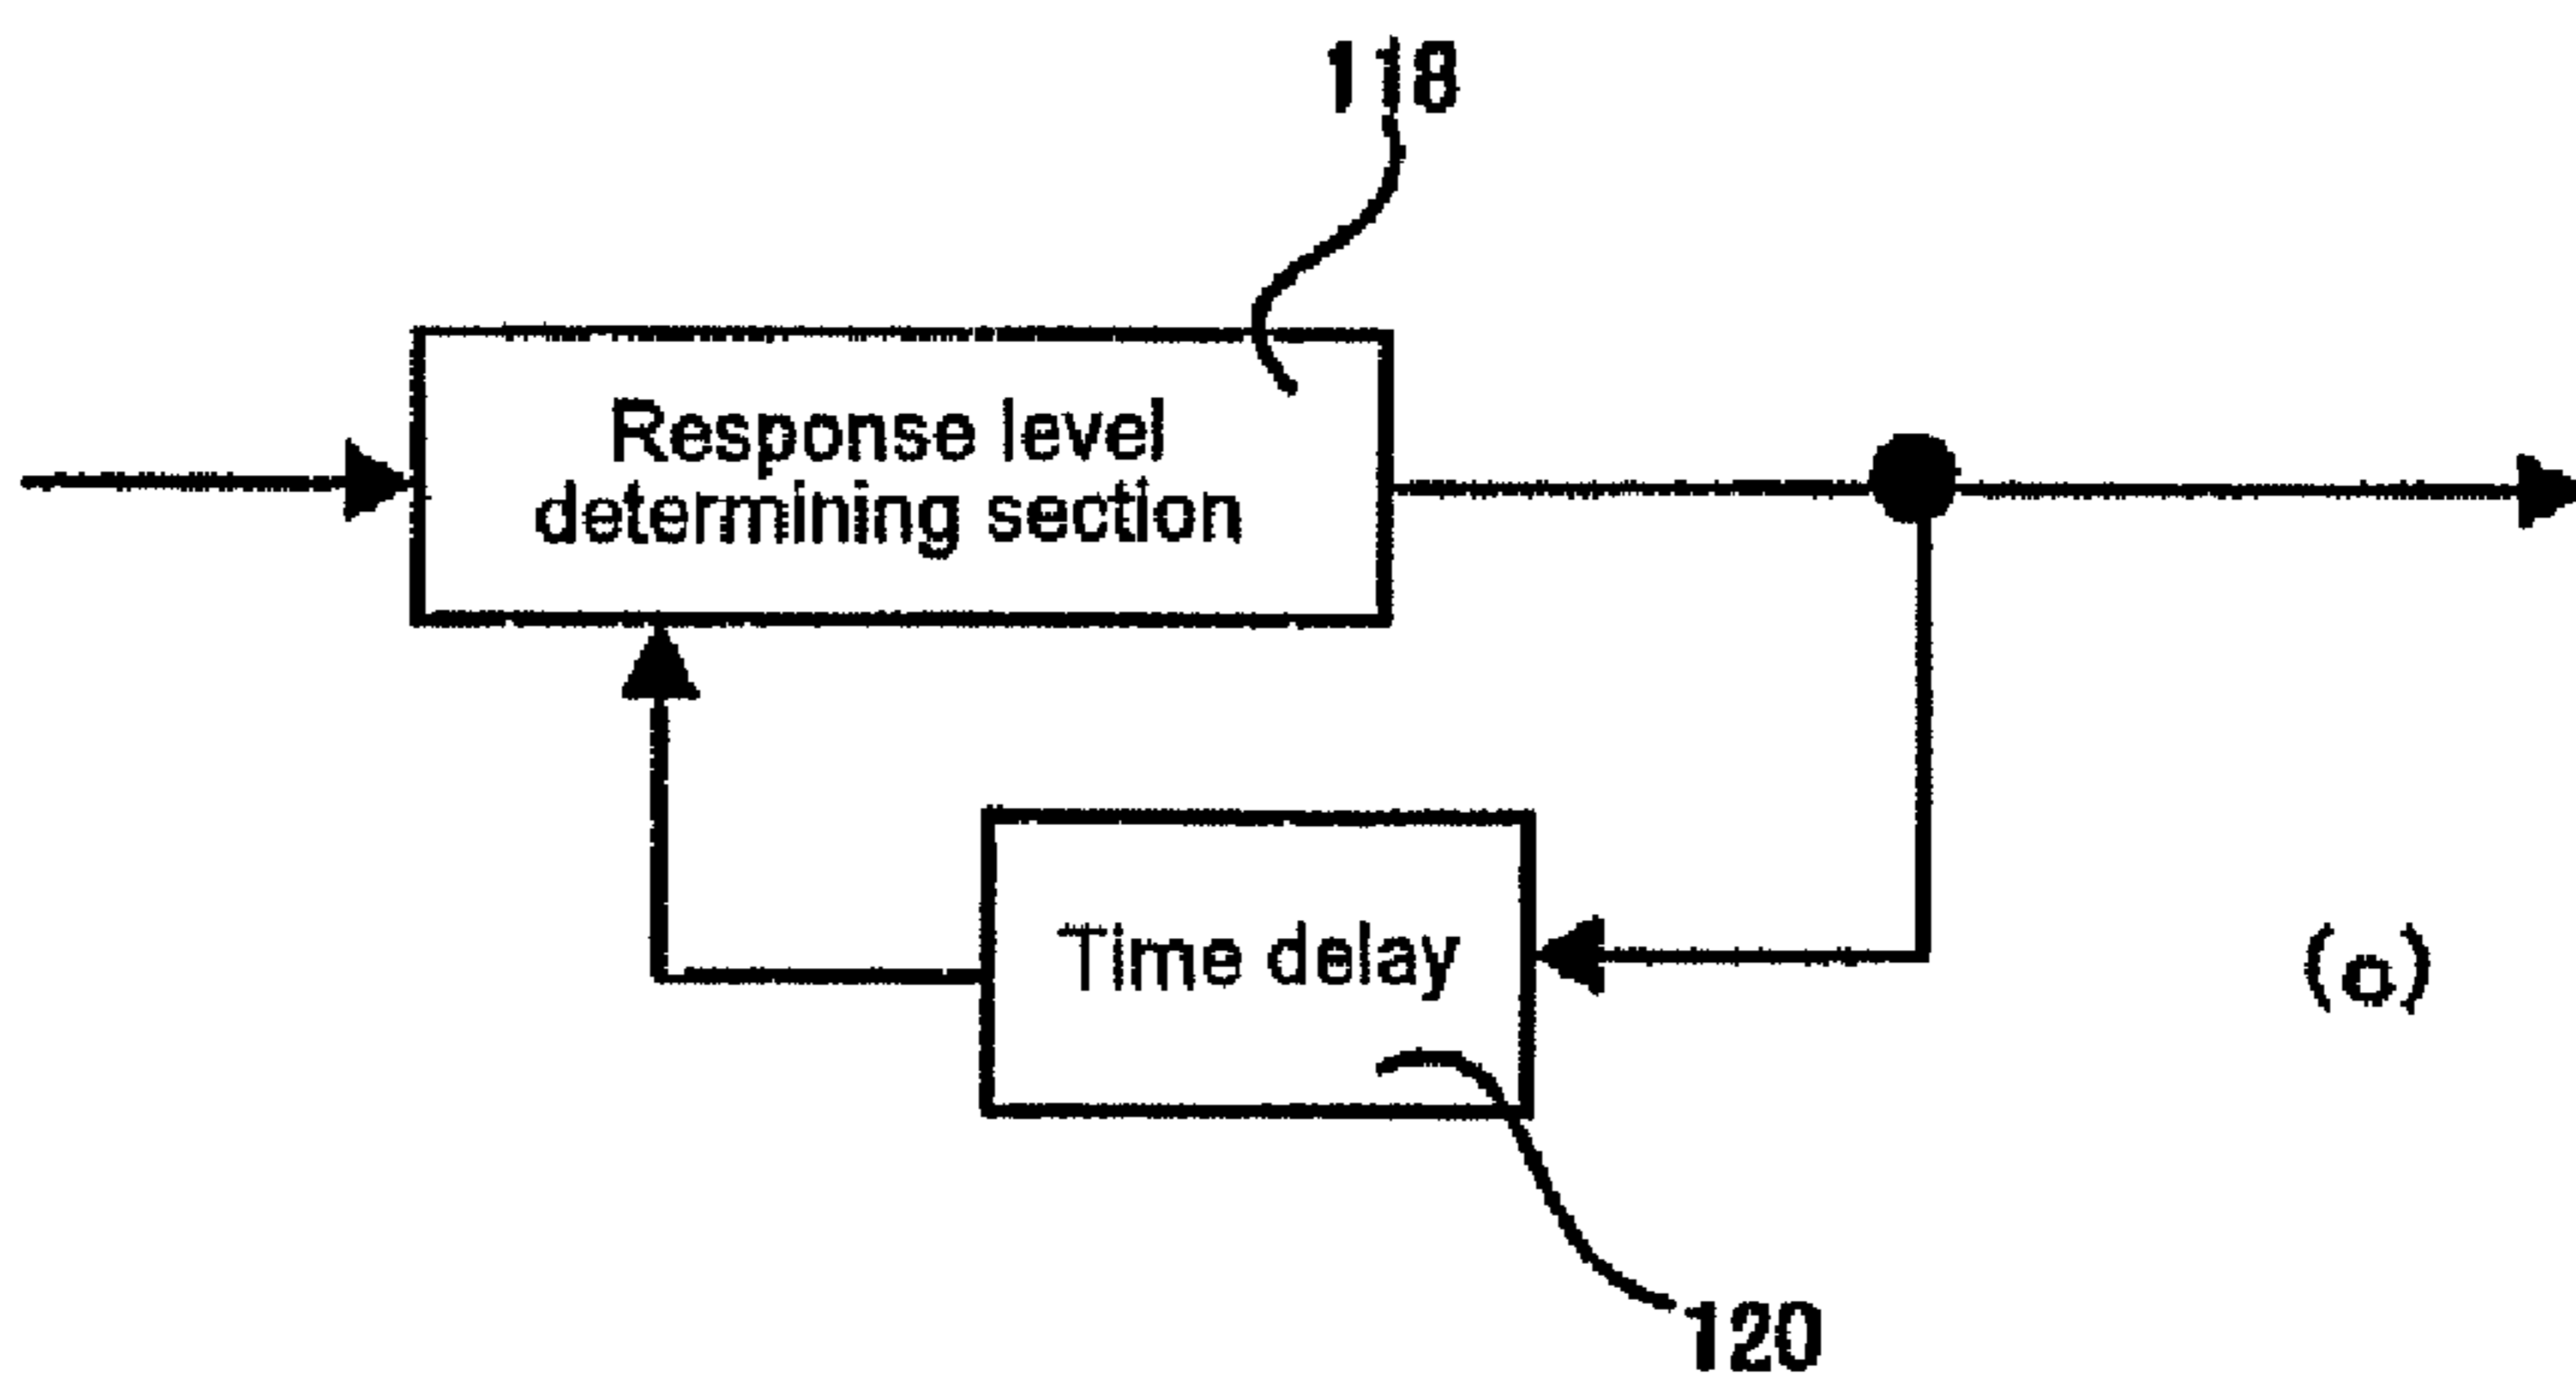 118
Response level
determining section
Time delay
(c)
120